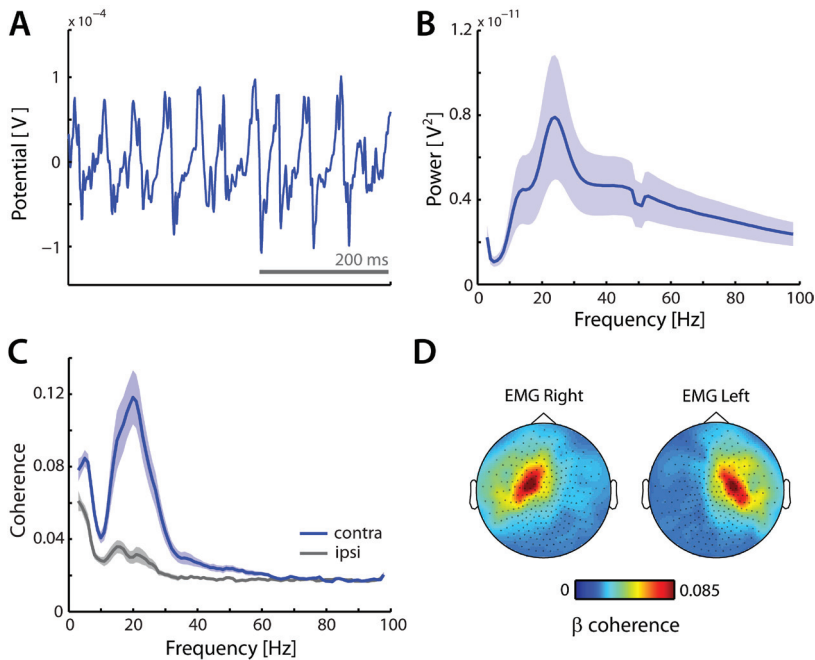 A
x 10⁻⁴
1
0
−1
Potential [ V ]
200 ms
B
x 10⁻¹¹
1.2
0.8
0.4
0
Power [ V²]
0 20 40 60 80 100
Frequency [Hz]
C
0.12
0.08
0.04
0
Coherence
contra
ipsi
0 20 40 60 80 100
Frequency [Hz]
D
EMG Right EMG Left
0 0.085
β coherence